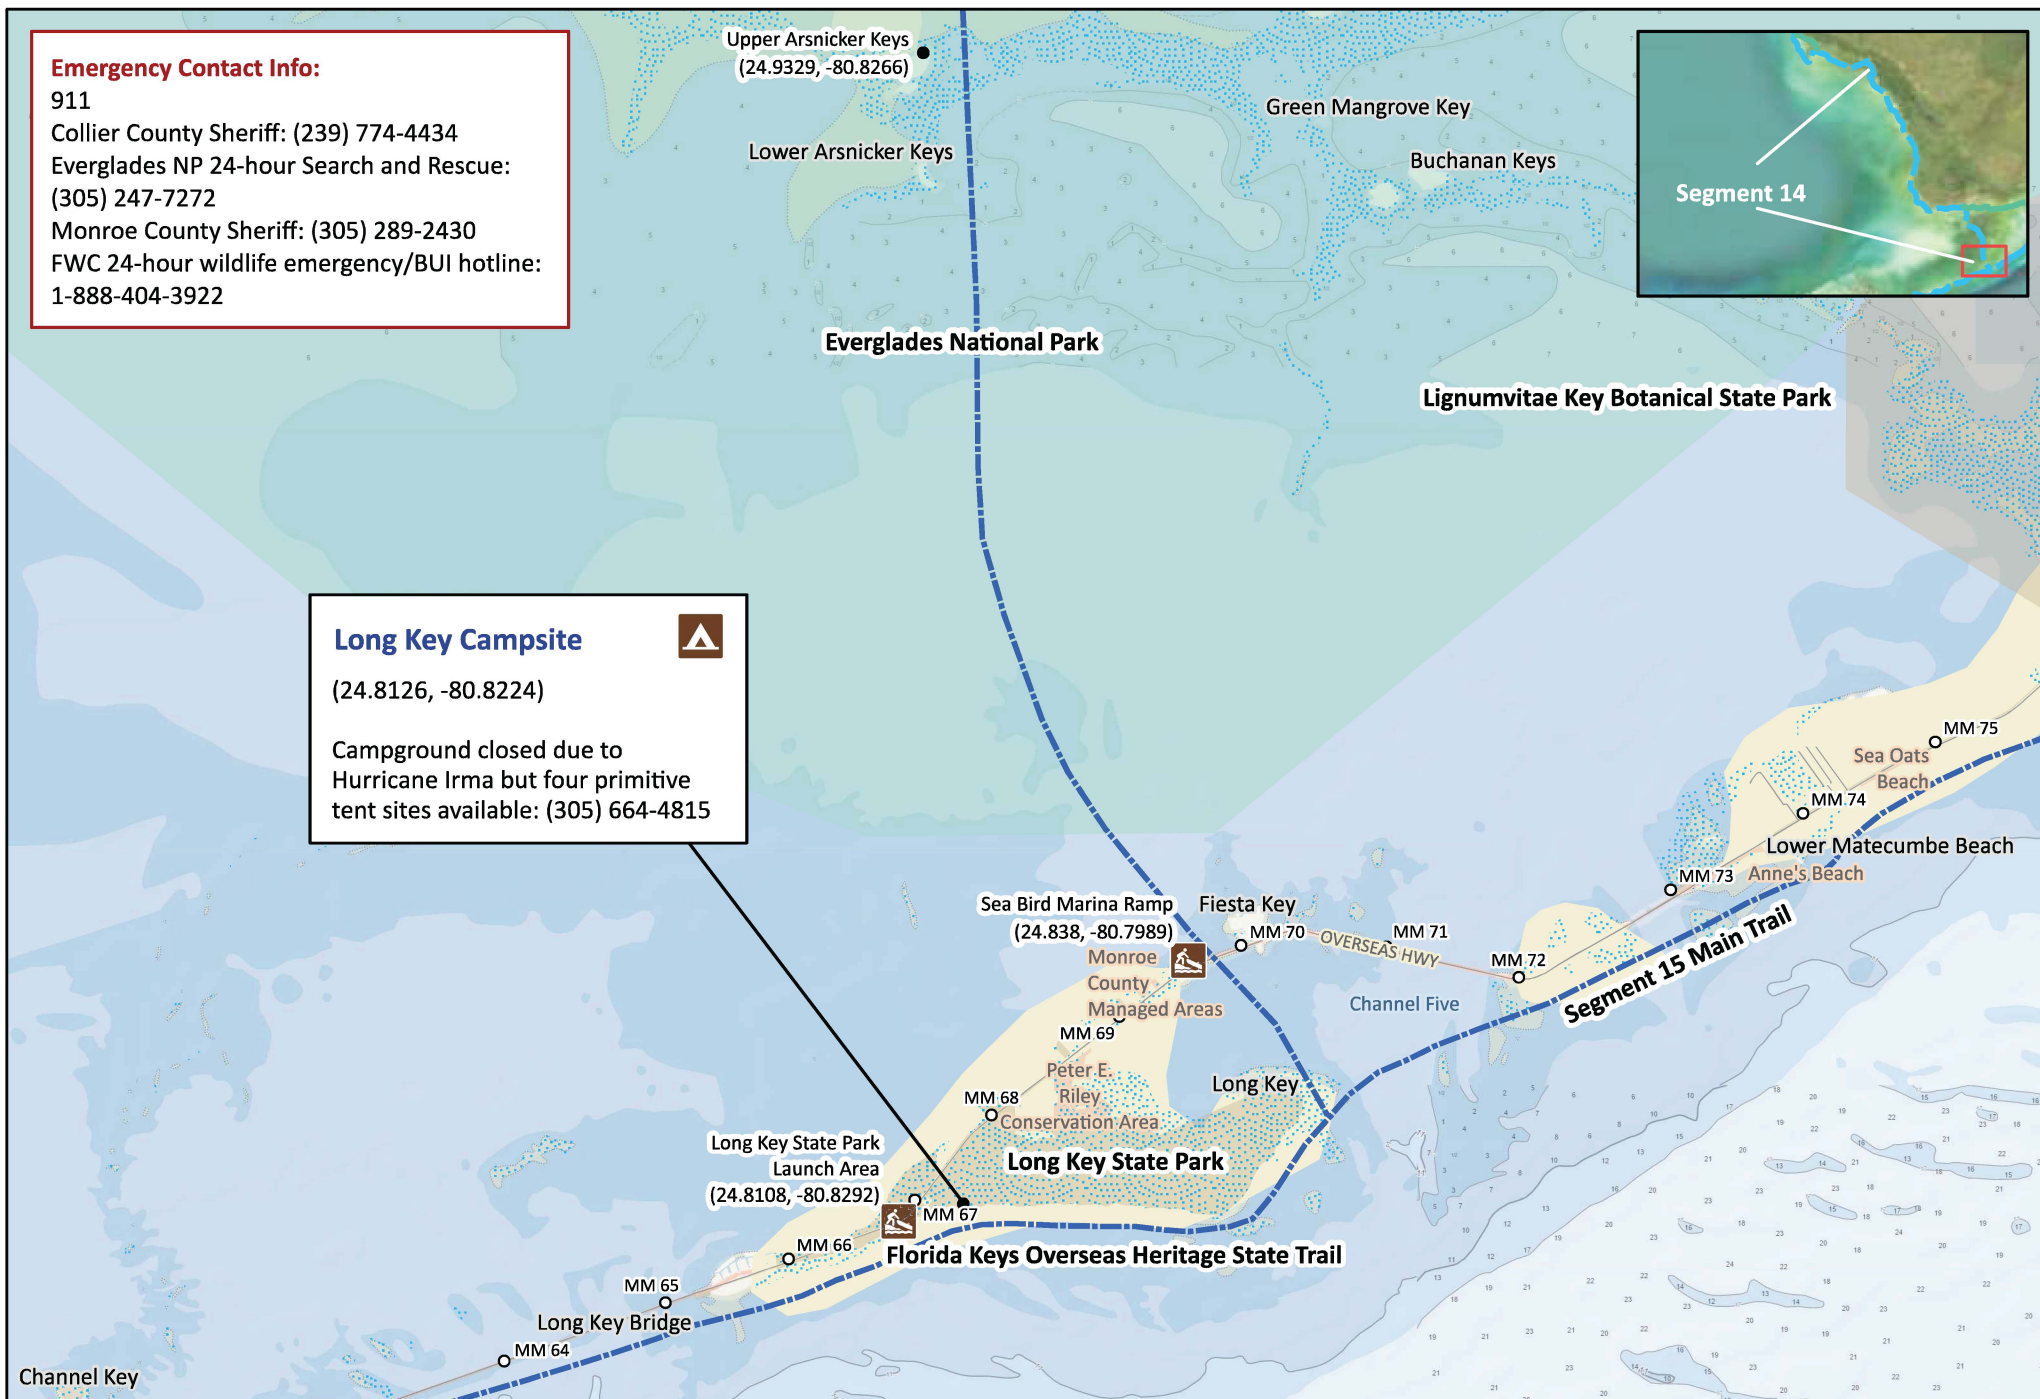 Emergency Contact Info:
911
Collier County Sheriff: (239) 774-4434
Everglades NP 24-hour Search and Rescue:
(305) 247-7272
Monroe County Sheriff: (305) 289-2430
FWC 24-hour wildlife emergency/BUI hotline:
1-888-404-3922
Upper Arsnicker Keys
(24.9329, -80.8266)
Lower Arsnicker Keys
Green Mangrove Key
Buchanan Keys
Segment 14
Everglades National Park
Lignumvitae Key Botanical State Park
Long Key Campsite
(24.8126, -80.8224)
Campground closed due to
Hurricane Irma but four primitive
tent sites available: (305) 664-4815
MM 75
Sea Oats
Beach
MM 74
Lower Matecumbe Beach
Anne's Beach
MM 73
Sea Bird Marina Ramp
(24.838, -80.7989)
Fiesta Key
MM 70
OVERSEAS HWY
MM 71
MM 72
Segment 15 Main Trail
Monroe
County
Managed Areas
Channel Five
MM 69
Peter E.
Riley
Conservation Area
Long Key
MM 68
Long Key State Park
Long Key State Park
Launch Area
(24.8108, -80.8292)
MM 67
Florida Keys Overseas Heritage State Trail
MM 66
MM 65
Long Key Bridge
MM 64
Channel Key